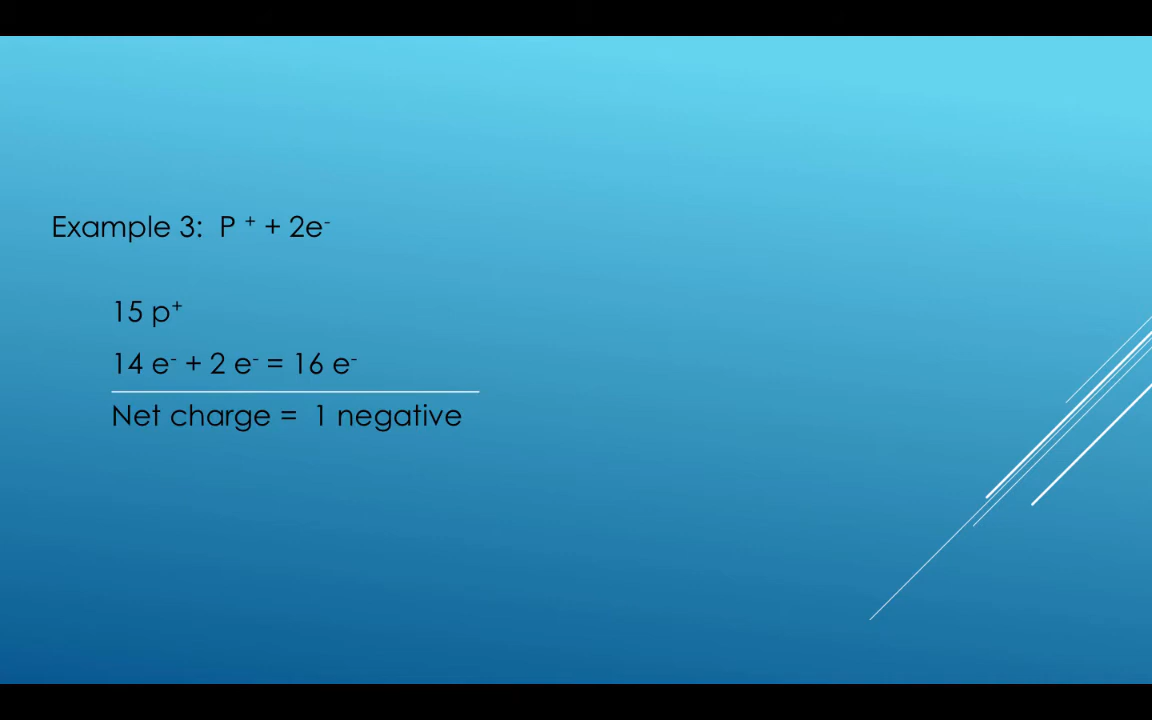 Example 3:  P ⁺ + 2e⁻
15 p⁺
14 e⁻ + 2 e⁻ = 16 e⁻
Net charge =  1 negative